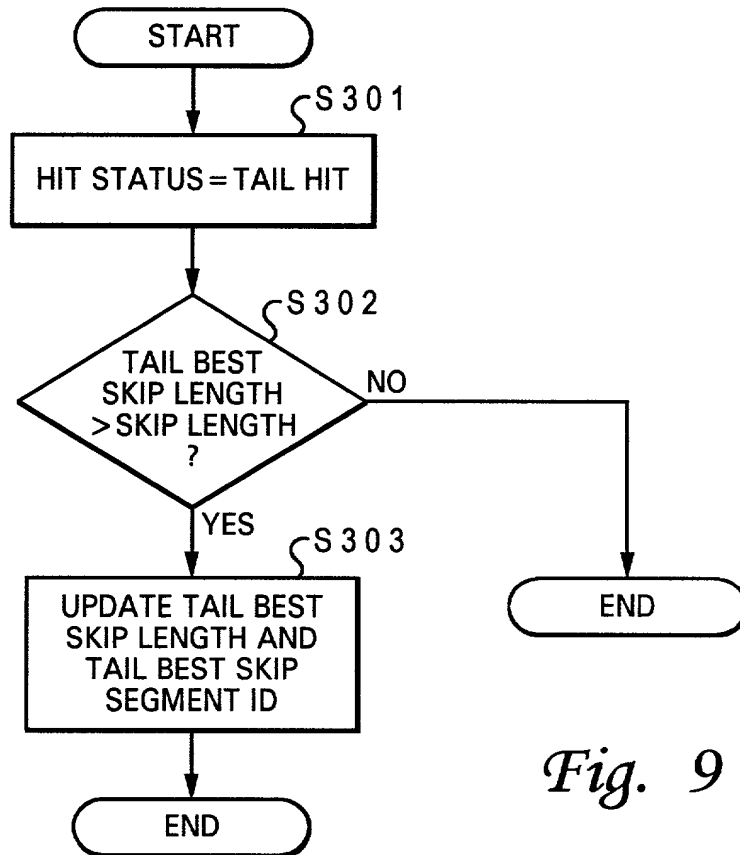 START
S301
HIT STATUS=TAIL HIT
S302
TAIL BEST
SKIP LENGTH
>SKIP LENGTH
?
NO
YES
S303
UPDATE TAIL BEST
SKIP LENGTH AND
TAIL BEST SKIP
SEGMENT ID
END
END
Fig. 9